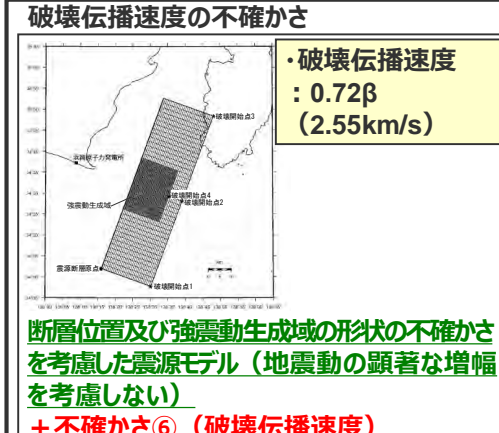 破壊伝播速度の不確かさ
・破壊伝播速度
：0.72β
（2.55km/s）
破壊開始点3
浜岡原子力発電所
破壊開始点4
破壊開始点2
強震動生成域
震源断層原点
破壊開始点1
断層位置及び強震動生成域の形状の不確かさ
を考慮した震源モデル（地震動の顕著な増幅
を考慮しない）
＋不確かさ⑥（破壊伝播速度）